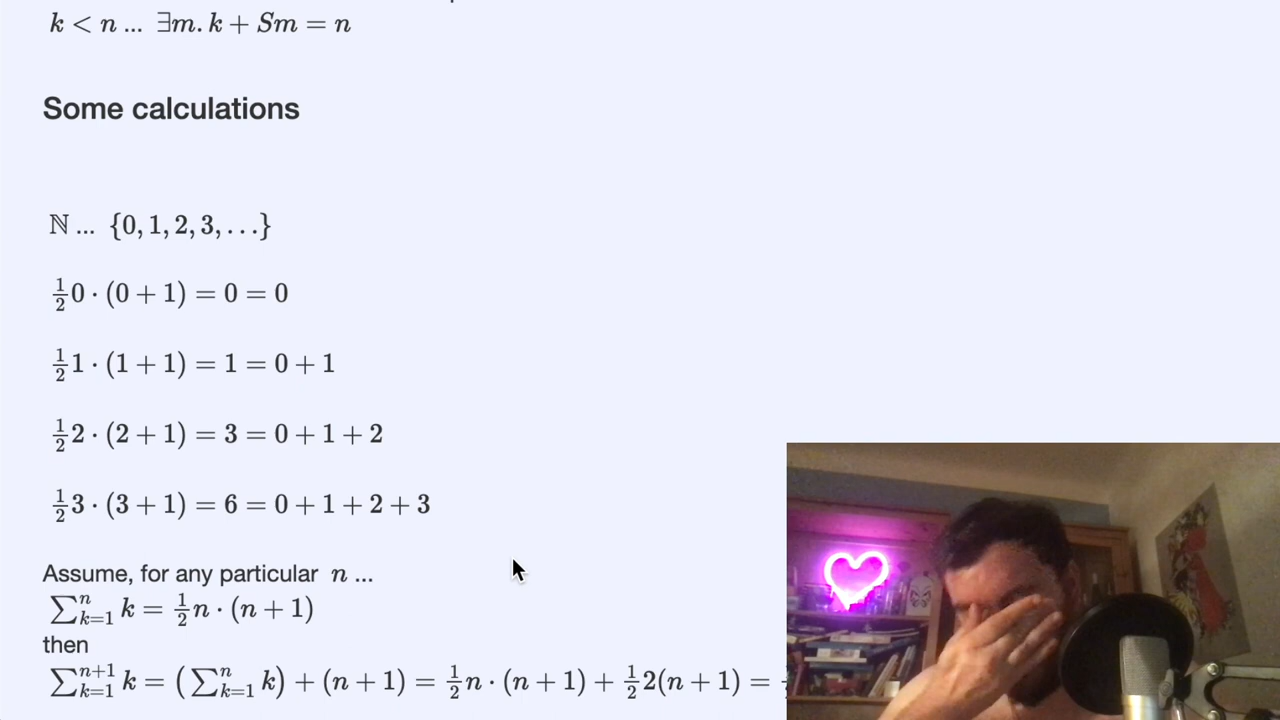 k < n ... ∃m. k + Sm = n
Some calculations
ℕ ... {0, 1, 2, 3, ...}
½0 · (0 + 1) = 0 = 0
½1 · (1 + 1) = 1 = 0 + 1
½2 · (2 + 1) = 3 = 0 + 1 + 2
½3 · (3 + 1) = 6 = 0 + 1 + 2 + 3
Assume, for any particular n ...
∑ₖ₌₁ⁿ k = ½n · (n + 1)
then
∑ₖ₌₁ⁿ⁺¹ k = (∑ₖ₌₁ⁿ k) + (n + 1) = ½n · (n + 1) + ½2(n + 1) =